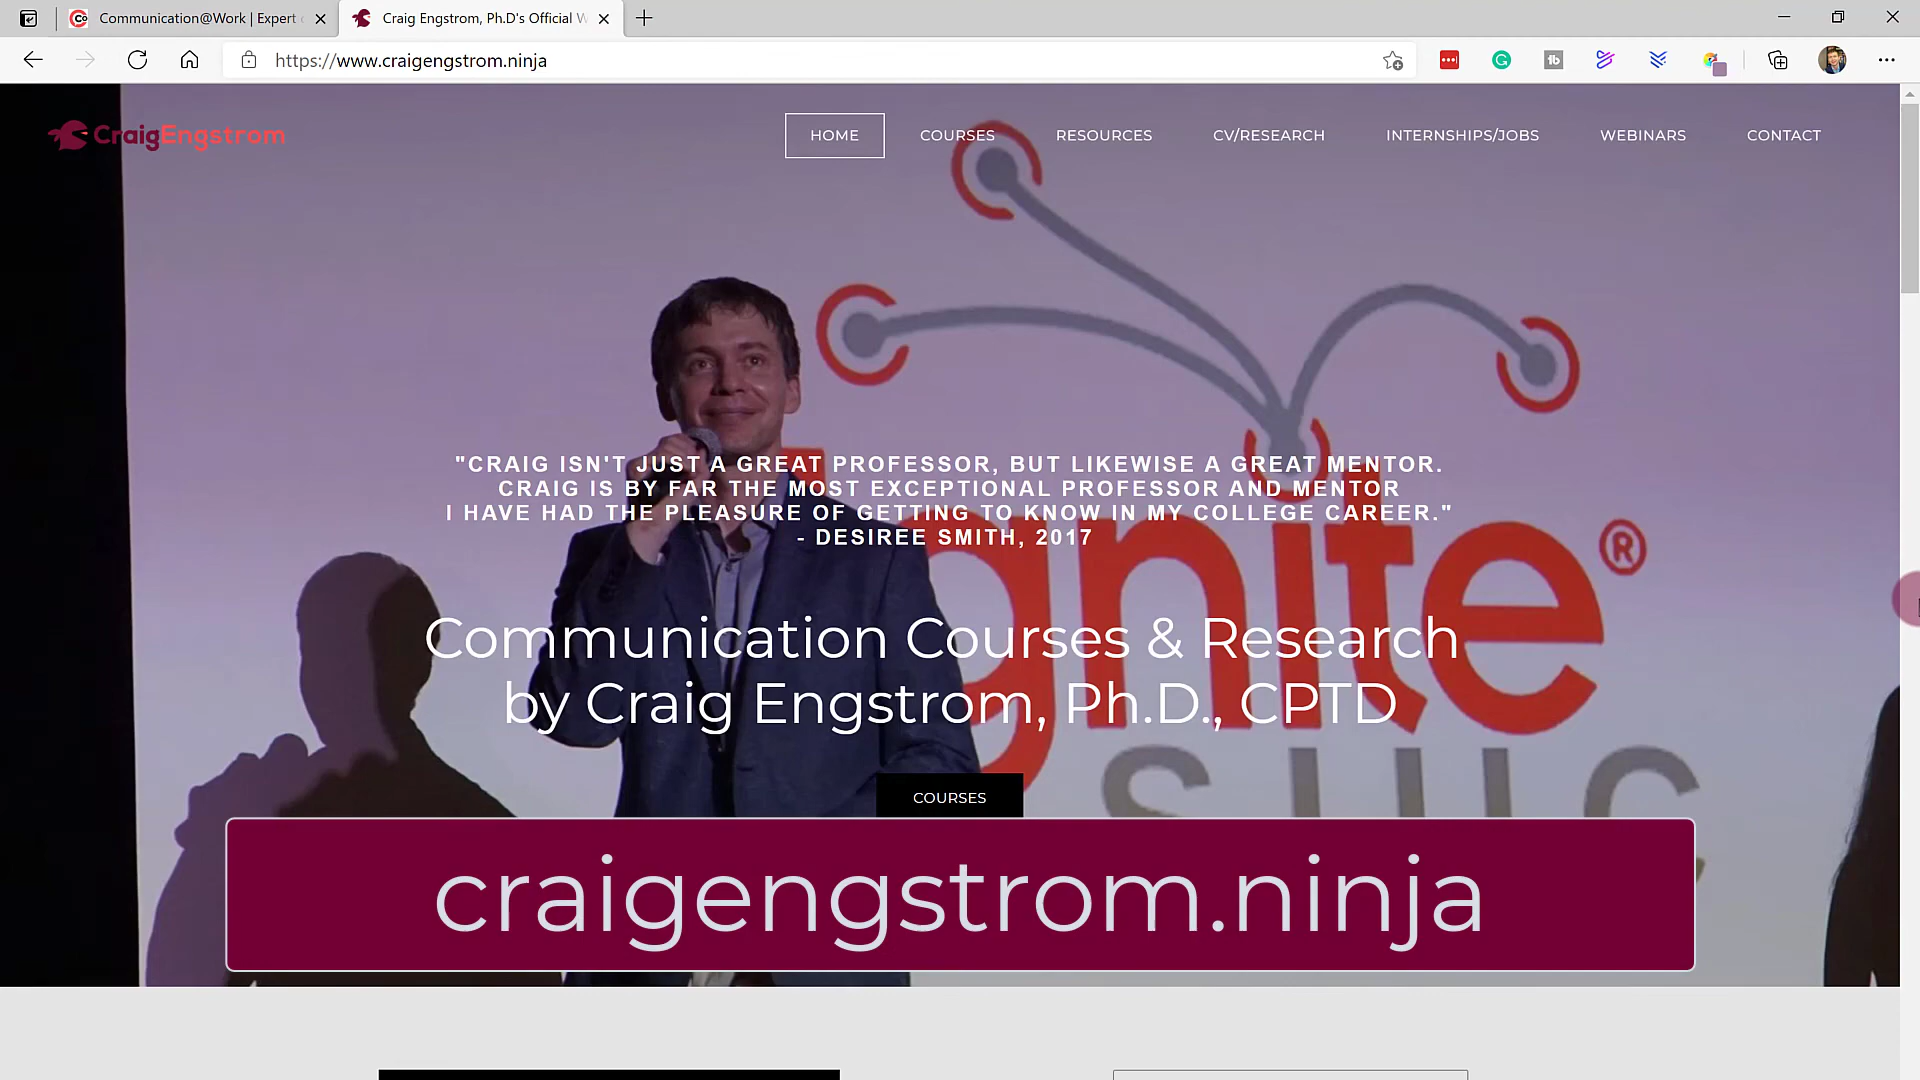 Communication@Work | Expert
Craig Engstrom, Ph.D's Official W
https://www.craigengstrom.ninja
CraigEngstrom
HOME
COURSES
RESOURCES
CV/RESEARCH
INTERNSHIPS/JOBS
WEBINARS
CONTACT
"CRAIG ISN'T JUST A GREAT PROFESSOR, BUT LIKEWISE A GREAT MENTOR.
CRAIG IS BY FAR THE MOST EXCEPTIONAL PROFESSOR AND MENTOR
I HAVE HAD THE PLEASURE OF GETTING TO KNOW IN MY COLLEGE CAREER."
- DESIREE SMITH, 2017
ignite®
Communication Courses & Research
by Craig Engstrom, Ph.D., CPTD
COURSES
craigengstrom.ninja